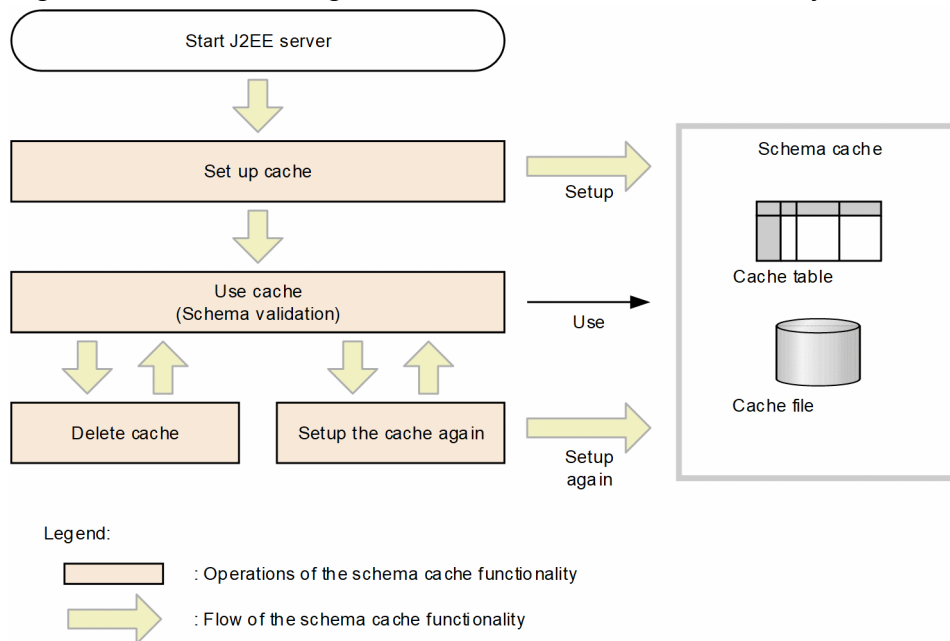 Start J2EE server
Set up cache
Setup
Schema cache
Cache table
Use cache
(Schema validation)
Use
Cache file
Delete cache
Setup the cache again
Setup
again
Legend:
: Operations of the schema cache functionality
: Flow of the schema cache functionality